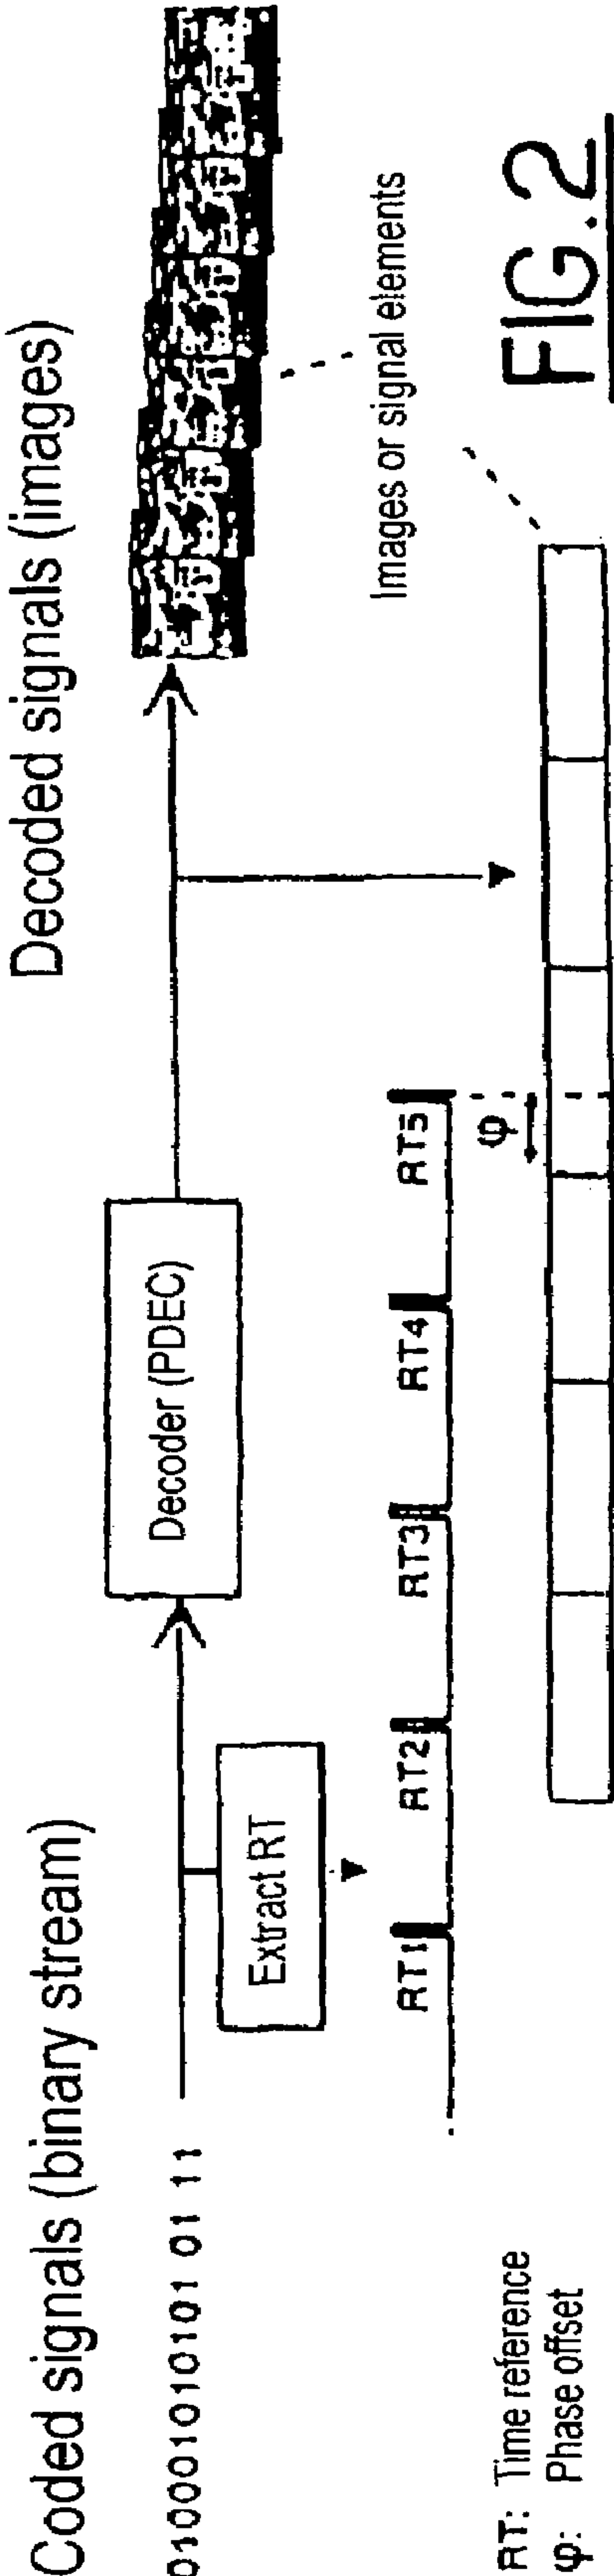 Coded signals (binary stream)
Decoded signals (images)
01000101010101 01 11
Decoder (PDEC)
Extract RT
Images or signal elements
RT1
RT2
RT3
RT4
RT5
φ
RT: Time reference
φ: Phase offset
FIG.2